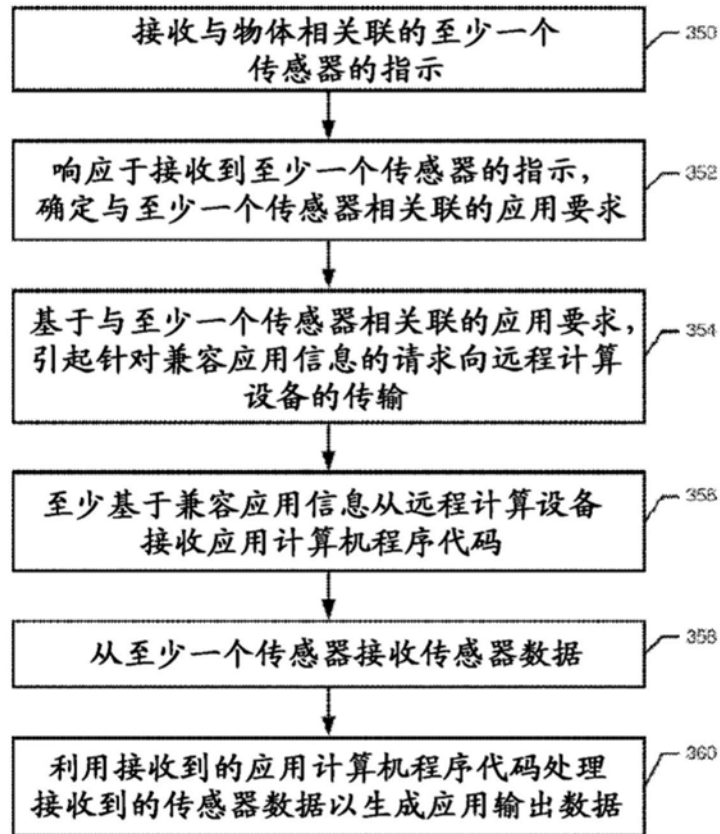 接收与物体相关联的至少一个
传感器的指示
350
响应于接收到至少一个传感器的指示，
确定与至少一个传感器相关联的应用要求
352
基于与至少一个传感器相关联的应用要求，
引起针对兼容应用信息的请求向远程计算
设备的传输
354
至少基于兼容应用信息从远程计算设备
接收应用计算机程序代码
356
从至少一个传感器接收传感器数据
358
利用接收到的应用计算机程序代码处理
接收到的传感器数据以生成应用输出数据
360